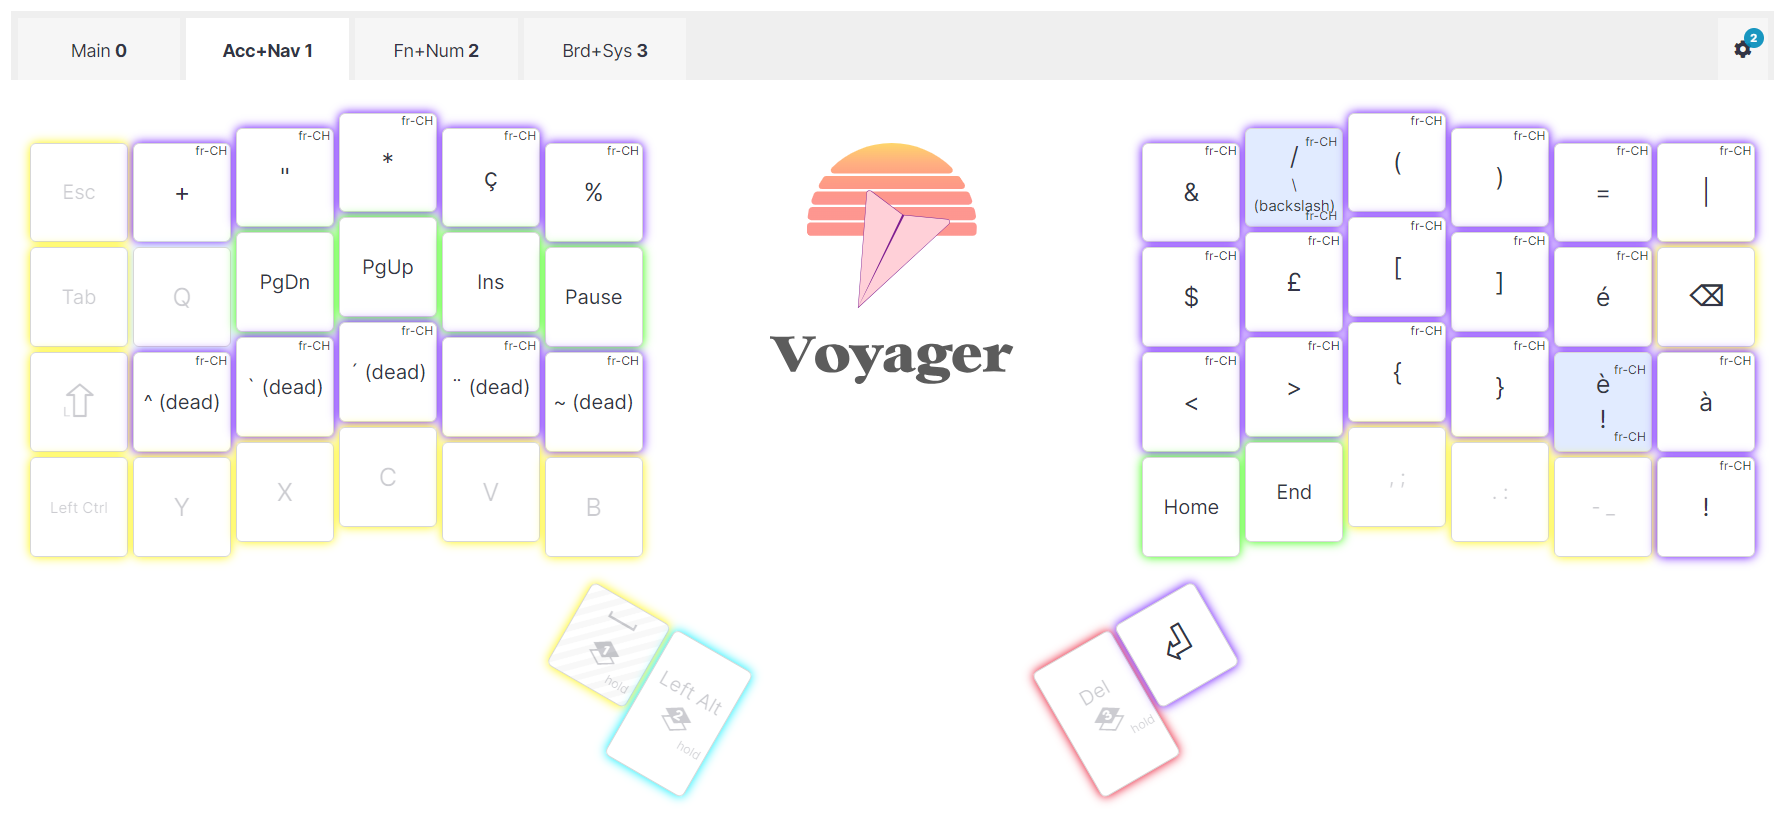 Main 0
Acc+Nav 1
Fn+Num 2
Brd+Sys 3
2
Esc
fr-CH
+
fr-CH
"
fr-CH
*
fr-CH
ç
fr-CH
%
fr-CH
&
fr-CH
/
\
(backslash)
fr-CH
fr-CH
(
fr-CH
)
fr-CH
=
fr-CH
|
Tab
Q
PgDn
PgUp
Ins
Pause
fr-CH
$
fr-CH
£
fr-CH
[
fr-CH
]
fr-CH
é
⌫
L
fr-CH
^ (dead)
fr-CH
` (dead)
fr-CH
´ (dead)
fr-CH
¨ (dead)
fr-CH
~ (dead)
fr-CH
<
fr-CH
>
fr-CH
{
fr-CH
}
fr-CH
è
!
fr-CH
fr-CH
à
Left Ctrl
Y
X
C
V
B
Home
End
, ;
. :
- _
fr-CH
!
Voyager
1
hold
Left Alt
2
hold
Del
3
hold